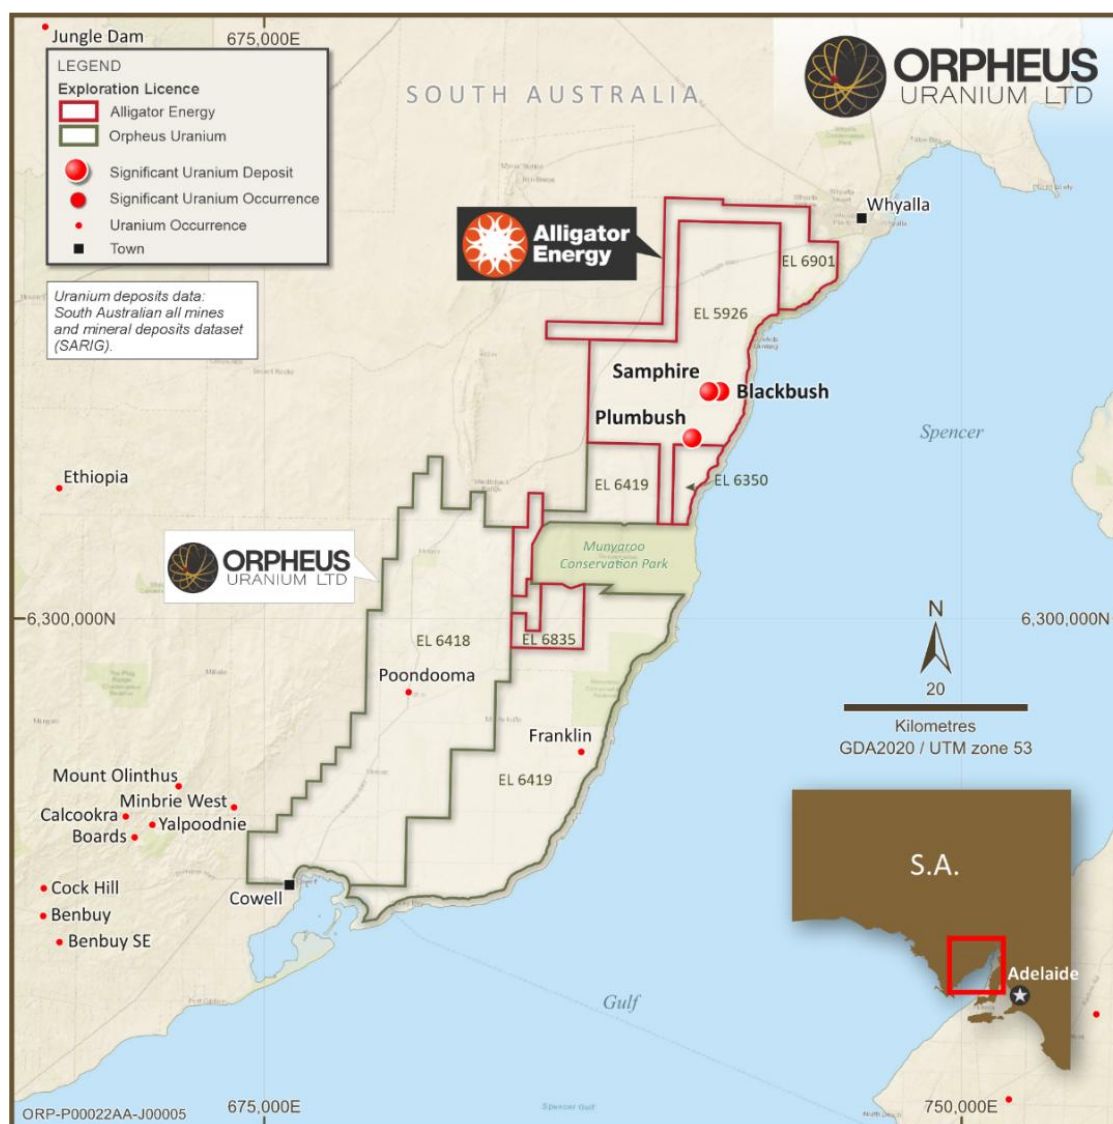 Jungle Dam
675,000E
LEGEND
Exploration Licence
Alligator Energy
Orpheus Uranium
Significant Uranium Deposit
Significant Uranium Occurrence
Uranium Occurrence
Town
Uranium deposits data:
South Australian all mines
and mineral deposits dataset
(SARIG).
SOUTH AUSTRALIA
ORPHEUS
URANIUM LTD
Whyalla
Alligator
Energy
EL 6901
EL 5926
Samphire
Blackbush
Plumbush
Spencer
Ethiopia
EL 6419
EL 6350
ORPHEUS
URANIUM LTD
Munyaroo
Conservation Park
6,300,000N
6,300,000N
N
20
Kilometres
GDA2020 / UTM zone 53
EL 6418
EL 6835
Poondooma
Franklin
EL 6419
Mount Olinthus
Minbrie West
Calcookra
Yalpoodnie
Boards
Cock Hill
Cowell
Benbuy
Benbuy SE
S.A.
Adelaide
Gulf
Spencer Gulf
ORP-P00022AA-J00005
675,000E
750,000E